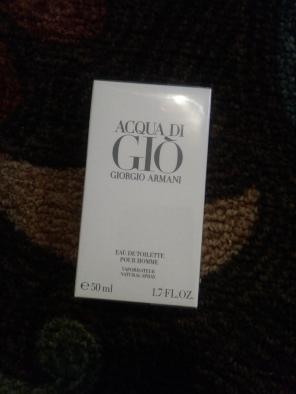 ACQUA DI
GIÒ
GIORGIO ARMANI
EAU DE TOILETTE
POUR HOMME
VAPORISATEUR
NATURAL SPRAY
℮ 50 ml 1.7 FL.OZ.